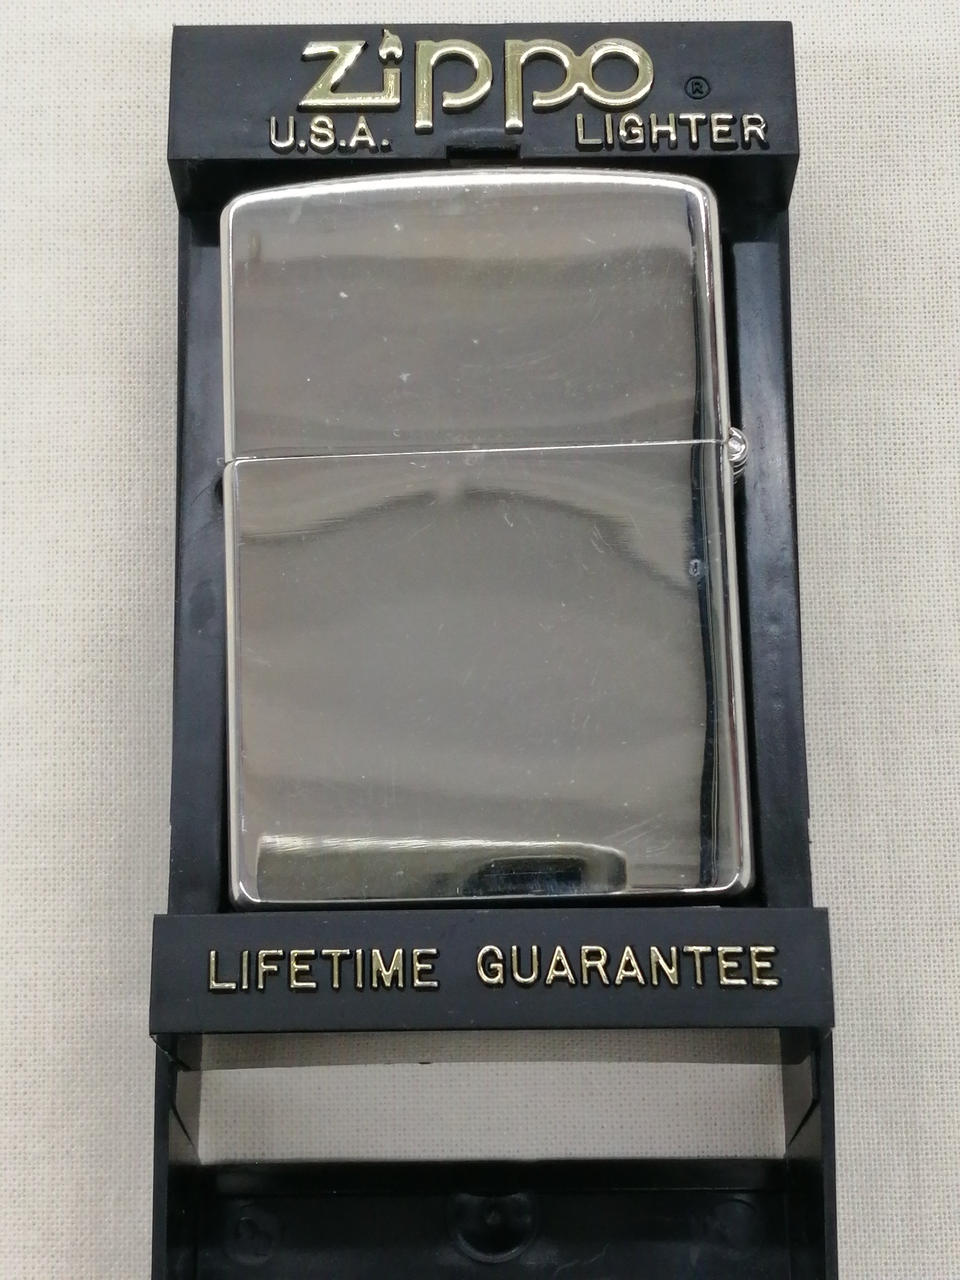 Zippo ®
U.S.A. LIGHTER
LIFETIME GUARANTEE